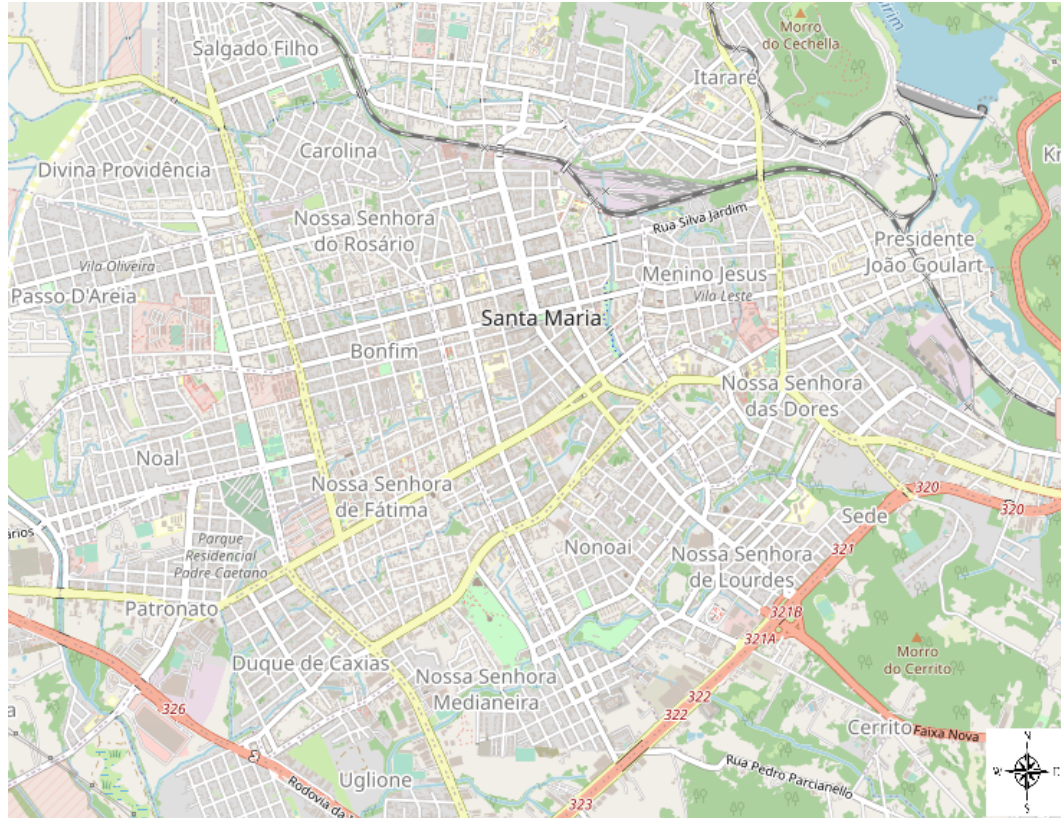 Salgado Filho
Morro
do Cechella
Itararé
Carolina
Divina Providência
Nossa Senhora
do Rosário
Rua Silva Jardim
Presidente
João Goulart
Vila Oliveira
Menino Jesus
Vila Leste
Passo D'Areia
Santa Maria
Bonfim
Nossa Senhora
das Dores
Noal
Nossa Senhora
de Fátima
320
320
Sede
Parque
Residencial
Padre Caetano
Nonoai
Nossa Senhora
de Lourdes
321
Patronato
321B
321A
Morro
do Cerrito
Duque de Caxias
Nossa Senhora
Medianeira
326
322
322
Cerrito
Faixa Nova
Rua Pedro Parcianello
Uglione
Rodovia da
323
N
W
E
S